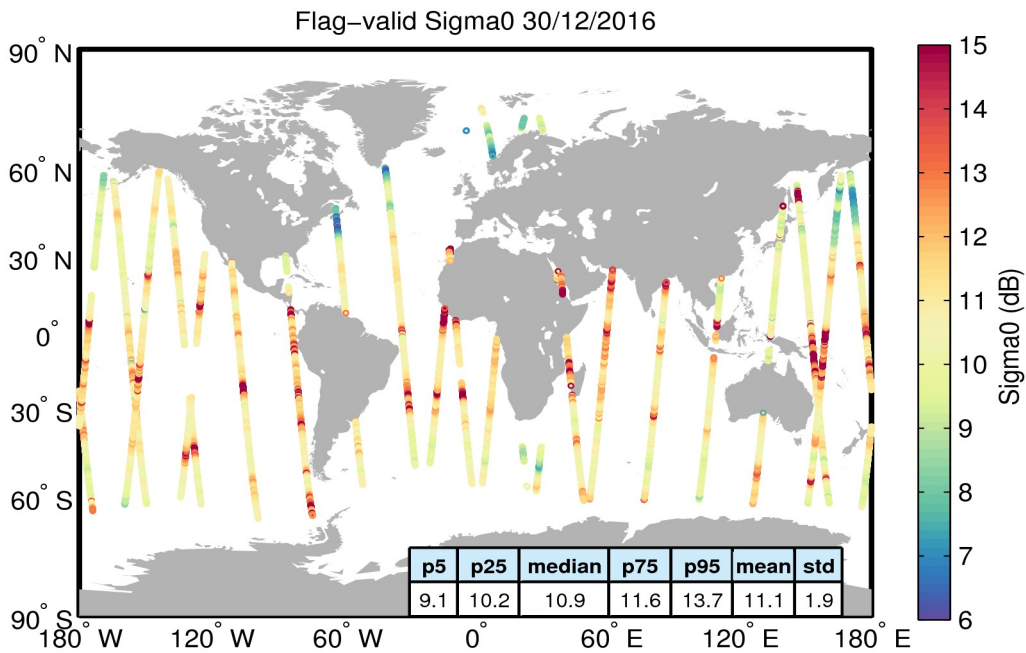 Flag−valid Sigma0 30/12/2016
90° N
60° N
30° N
0°
30° S
60° S
90° S
180° W
120° W
60° W
0°
60° E
120° E
180° E
p5 p25 median p75 p95 mean std
9.1 10.2 10.9 11.6 13.7 11.1 1.9
15
14
13
12
11
10
9
8
7
6
Sigma0 (dB)